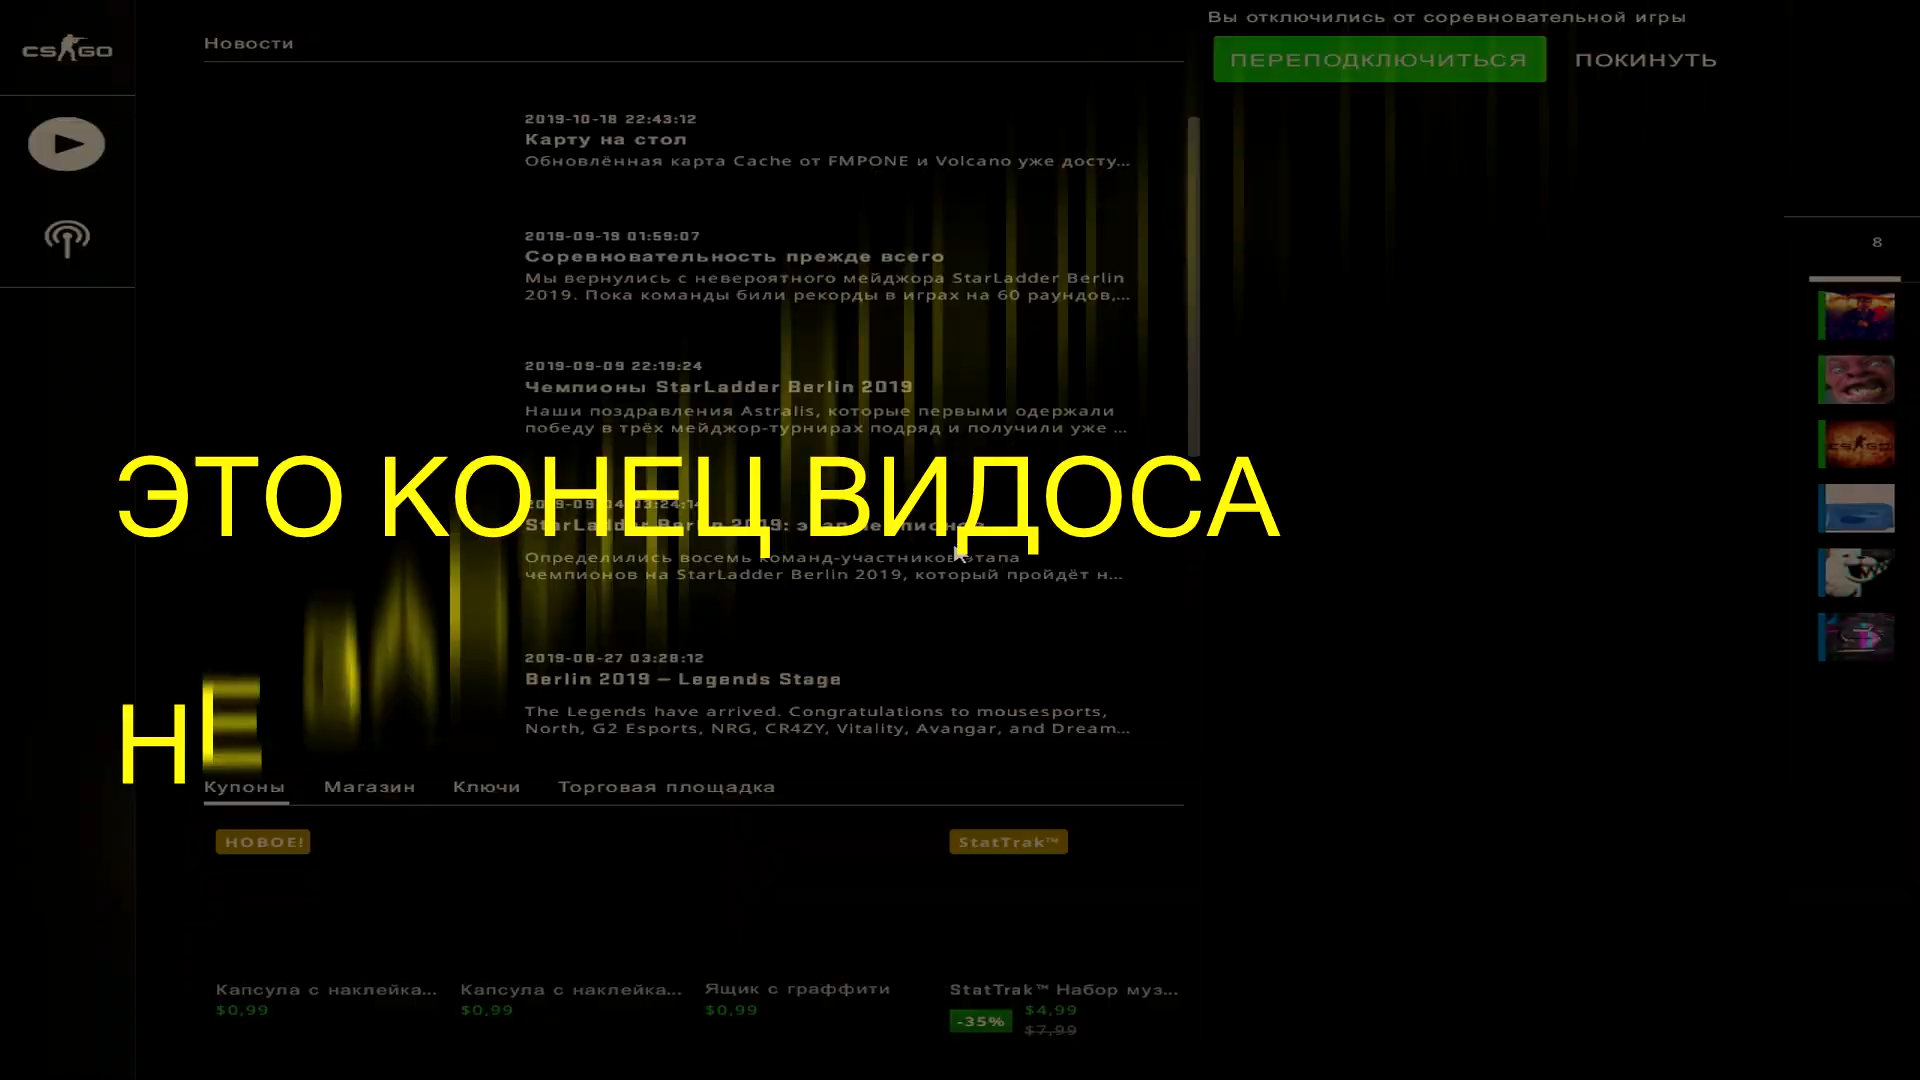 CS GO
Новости
Вы отключились от соревновательной игры
ПЕРЕПОДКЛЮЧИТЬСЯ
ПОКИНУТЬ
2019-10-18 22:43:12
Карту на стол
Обновлённая карта Cache от FMPONE и Volcano уже досту...
2019-09-19 01:59:07
Соревновательность прежде всего
Мы вернулись с невероятного мейджора StarLadder Berlin
2019. Пока команды били рекорды в играх на 60 раундов,...
8
2019-09-09 22:19:24
Чемпионы StarLadder Berlin 2019
Наши поздравления Astralis, которые первыми одержали
победу в трёх мейджор-турнирах подряд и получили уже ...
ЭТО КОНЕЦ ВИДОСА
StarLadder Berlin 2019:
Определились восемь команд-участников этапа
чемпионов на StarLadder Berlin 2019, который пройдёт н...
НЕ
2019-08-27 03:28:12
Berlin 2019 — Legends Stage
The Legends have arrived. Congratulations to mousesports,
North, G2 Esports, NRG, CR4ZY, Vitality, Avangar, and Dream...
Купоны
Магазин
Ключи
Торговая площадка
НОВОЕ!
StatTrak™
Капсула с наклейка...
$0,99
Капсула с наклейка...
$0,99
Ящик с граффити
$0,99
StatTrak™ Набор муз...
-35%
$4,99
$7,99